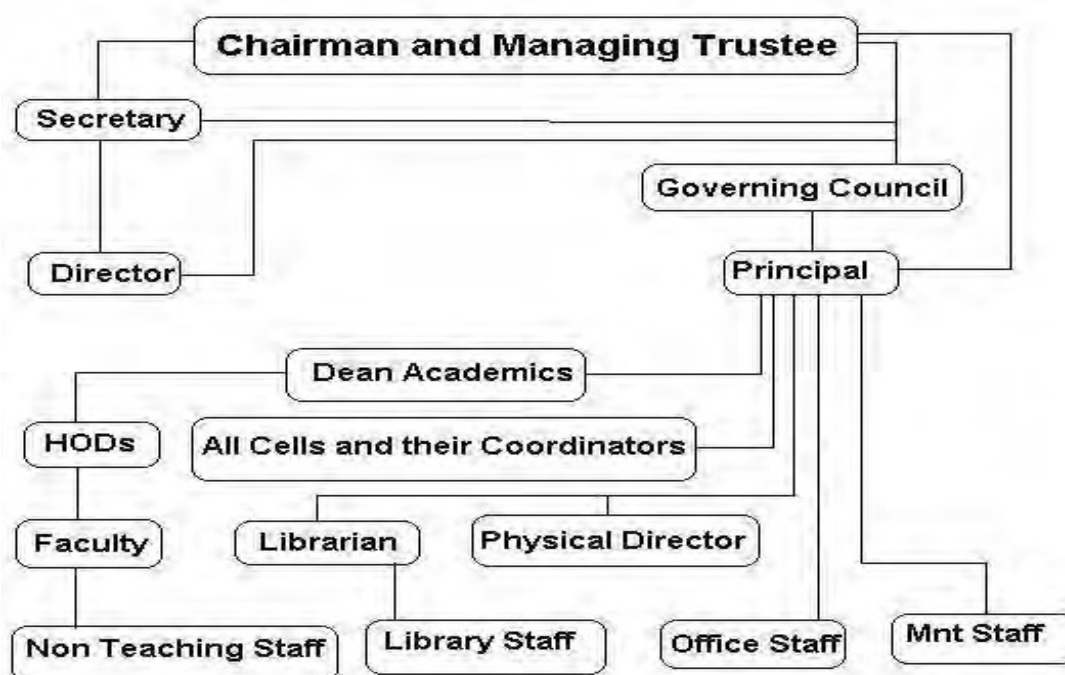 Chairman and Managing Trustee
Secretary
Governing Council
Director
Principal
Dean Academics
HODs
All Cells and their Coordinators
Faculty
Librarian
Physical Director
Non Teaching Staff
Library Staff
Office Staff
Mnt Staff